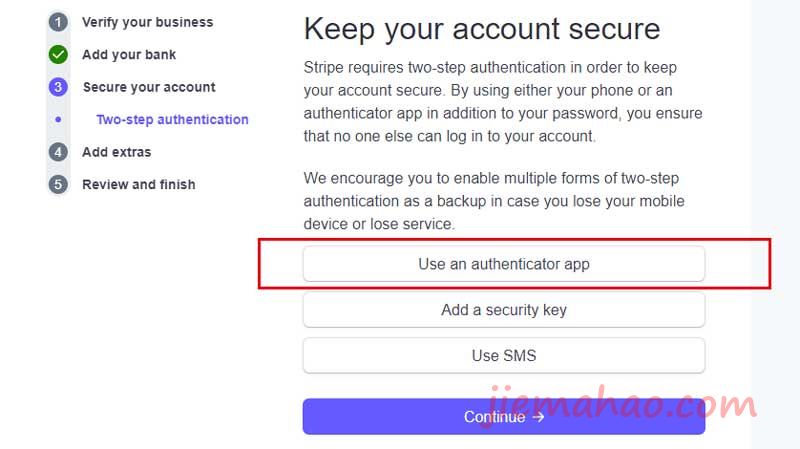 1 Verify your business
Add your bank
3 Secure your account
Two-step authentication
4 Add extras
5 Review and finish
Keep your account secure
Stripe requires two-step authentication in order to keep
your account secure. By using either your phone or an
authenticator app in addition to your password, you ensure
that no one else can log in to your account.
We encourage you to enable multiple forms of two-step
authentication as a backup in case you lose your mobile
device or lose service.
Use an authenticator app
Add a security key
Use SMS
Continue →
jiemahao.com